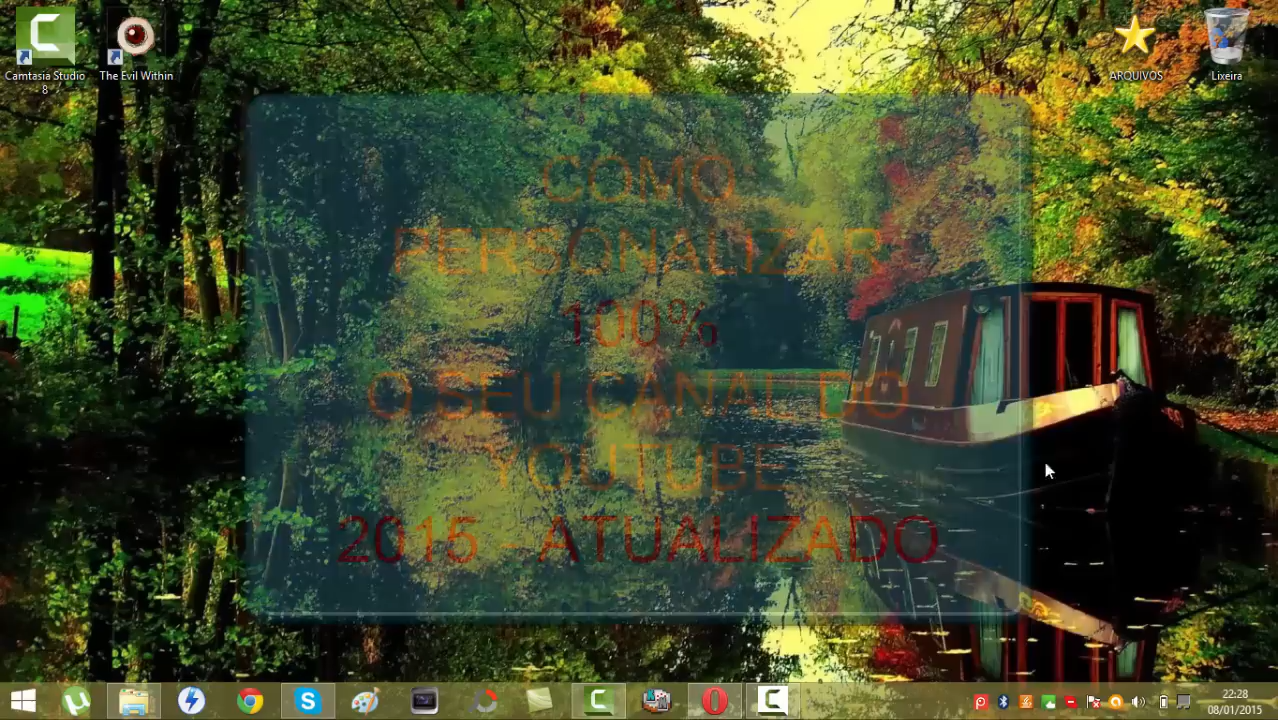 Camtasia Studio
8
The Evil Within
ARQUIVOS
Lixeira
COMO
PERSONALIZAR
100%
O SEU CANAL DO
YOUTUBE
2015 - ATUALIZADO
22:28
08/01/2015